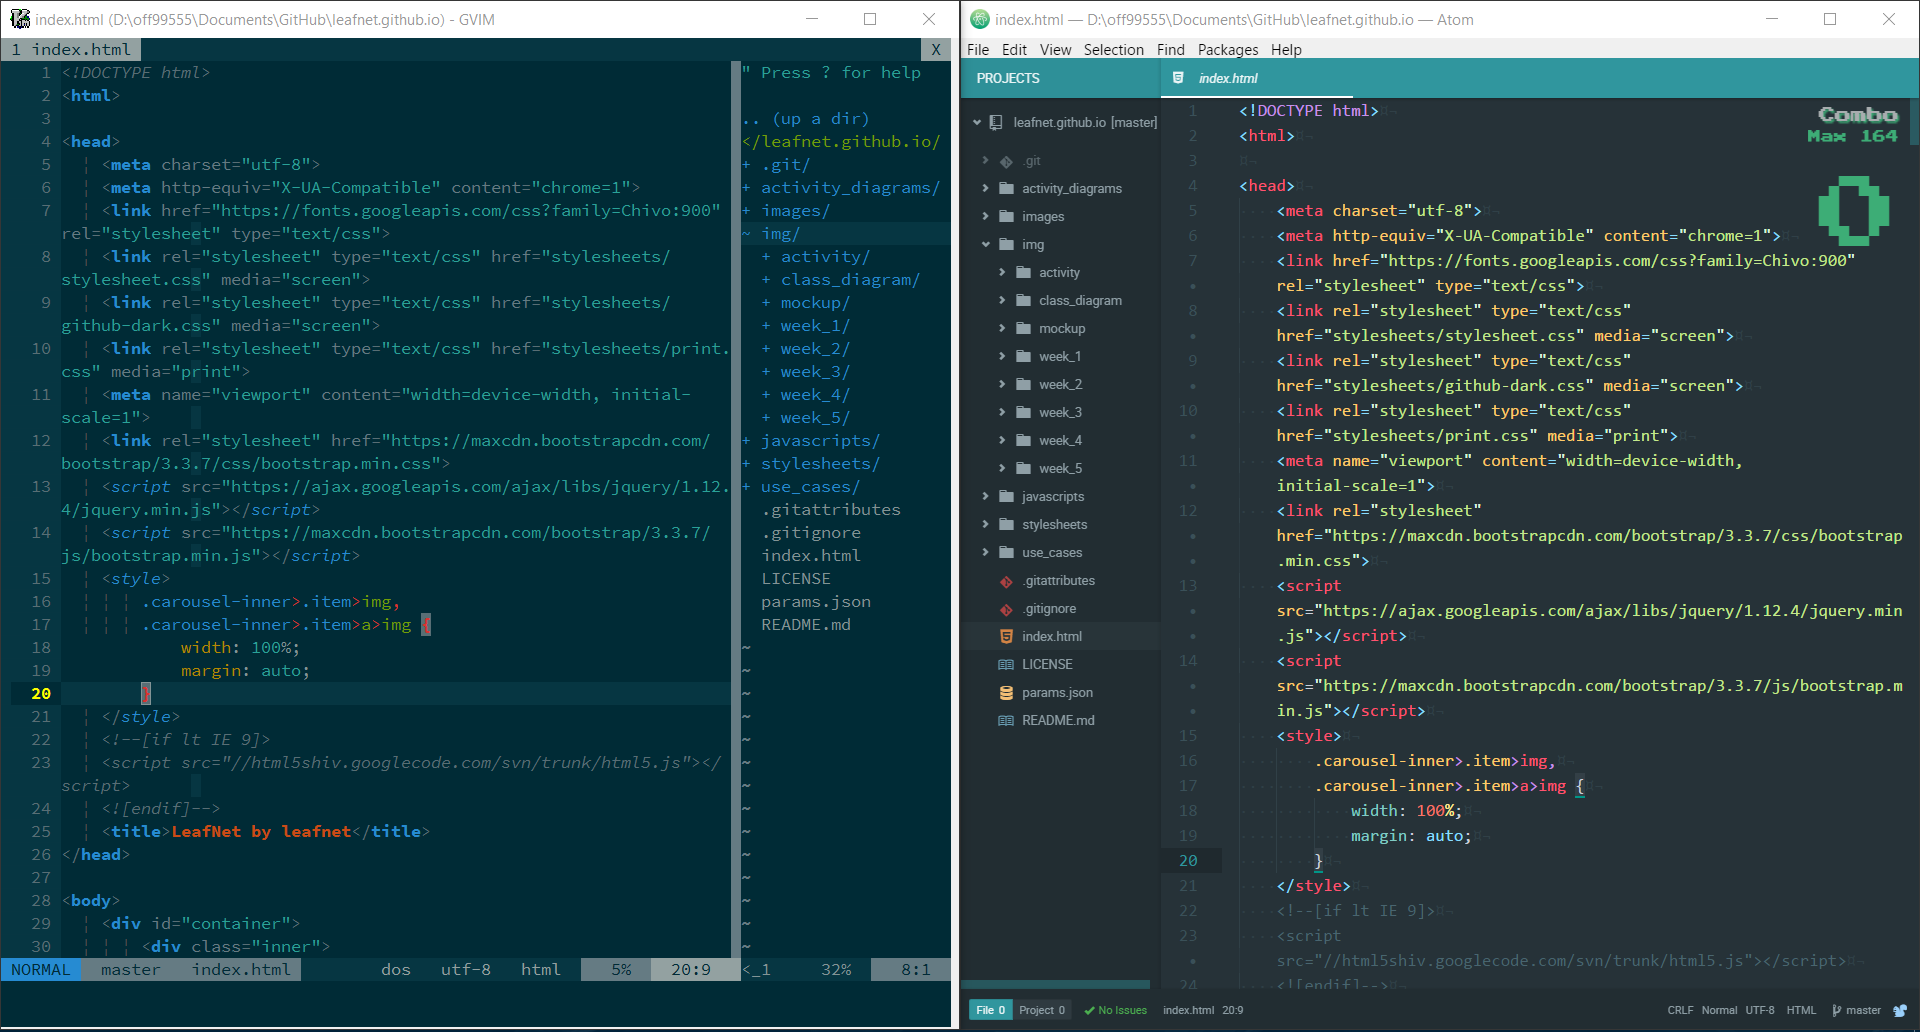 index.html (D:\off99555\Documents\GitHub\leafnet.github.io) - GVIM
1 index.html
X
1 <!DOCTYPE html>
2 <html>
3
4 <head>
5 <meta charset="utf-8">
6 <meta http-equiv="X-UA-Compatible" content="chrome=1">
7 <link href="https://fonts.googleapis.com/css?family=Chivo:900"
rel="stylesheet" type="text/css">
8 <link rel="stylesheet" type="text/css" href="stylesheets/
stylesheet.css" media="screen">
9 <link rel="stylesheet" type="text/css" href="stylesheets/
github-dark.css" media="screen">
10 <link rel="stylesheet" type="text/css" href="stylesheets/print.
css" media="print">
11 <meta name="viewport" content="width=device-width, initial-
scale=1">
12 <link rel="stylesheet" href="https://maxcdn.bootstrapcdn.com/
bootstrap/3.3.7/css/bootstrap.min.css">
13 <script src="https://ajax.googleapis.com/ajax/libs/jquery/1.12.
4/jquery.min.js"></script>
14 <script src="https://maxcdn.bootstrapcdn.com/bootstrap/3.3.7/
js/bootstrap.min.js"></script>
15 <style>
16 .carousel-inner>.item>img,
17 .carousel-inner>.item>a>img {
18 width: 100%;
19 margin: auto;
20 }
21 </style>
22 <!--[if lt IE 9]>
23 <script src="//html5shiv.googlecode.com/svn/trunk/html5.js"></
script>
24 <![endif]-->
25 <title>LeafNet by leafnet</title>
26 </head>
27
28 <body>
29 <div id="container">
30 <div class="inner">
NORMAL master index.html dos utf-8 html 5% 20:9
" Press ? for help
.. (up a dir)
</leafnet.github.io/
+ .git/
+ activity_diagrams/
+ images/
~ img/
+ activity/
+ class_diagram/
+ mockup/
+ week_1/
+ week_2/
+ week_3/
+ week_4/
+ week_5/
+ javascripts/
+ stylesheets/
+ use_cases/
.gitattributes
.gitignore
index.html
LICENSE
params.json
README.md
~
~
~
~
~
~
~
~
~
~
~
~
~
~
<_1 32% 8:1
index.html — D:\off99555\Documents\GitHub\leafnet.github.io — Atom
File Edit View Selection Find Packages Help
PROJECTS
leafnet.github.io [master]
.git
activity_diagrams
images
img
activity
class_diagram
mockup
week_1
week_2
week_3
week_4
week_5
javascripts
stylesheets
use_cases
.gitattributes
.gitignore
index.html
LICENSE
params.json
README.md
index.html
Combo
Max 164
0
1 <!DOCTYPE html>¤¬
2 <html>¤¬
3 ¤¬
4 <head>¤¬
5 <meta charset="utf-8">¤¬
6 <meta http-equiv="X-UA-Compatible" content="chrome=1">¤¬
7 <link href="https://fonts.googleapis.com/css?family=Chivo:900"
• rel="stylesheet" type="text/css">¤¬
8 <link rel="stylesheet" type="text/css"
• href="stylesheets/stylesheet.css" media="screen">¤¬
9 <link rel="stylesheet" type="text/css"
• href="stylesheets/github-dark.css" media="screen">¤¬
10 <link rel="stylesheet" type="text/css"
• href="stylesheets/print.css" media="print">¤¬
11 <meta name="viewport" content="width=device-width,
• initial-scale=1">¤¬
12 <link rel="stylesheet"
• href="https://maxcdn.bootstrapcdn.com/bootstrap/3.3.7/css/bootstrap
• .min.css">¤¬
13 <script
• src="https://ajax.googleapis.com/ajax/libs/jquery/1.12.4/jquery.min
• .js"></script>¤¬
14 <script
• src="https://maxcdn.bootstrapcdn.com/bootstrap/3.3.7/js/bootstrap.m
• in.js"></script>¤¬
15 <style>¤¬
16 .carousel-inner>.item>img,¤¬
17 .carousel-inner>.item>a>img {¤¬
18 width: 100%;¤¬
19 margin: auto;¤¬
20 }¤¬
21 </style>¤¬
22 <!--[if lt IE 9]>¤¬
23 <script
• src="//html5shiv.googlecode.com/svn/trunk/html5.js"></script>¤¬
24 <![endif]-->¤¬
File 0 Project 0 No Issues index.html 20:9 CRLF Normal UTF-8 HTML master